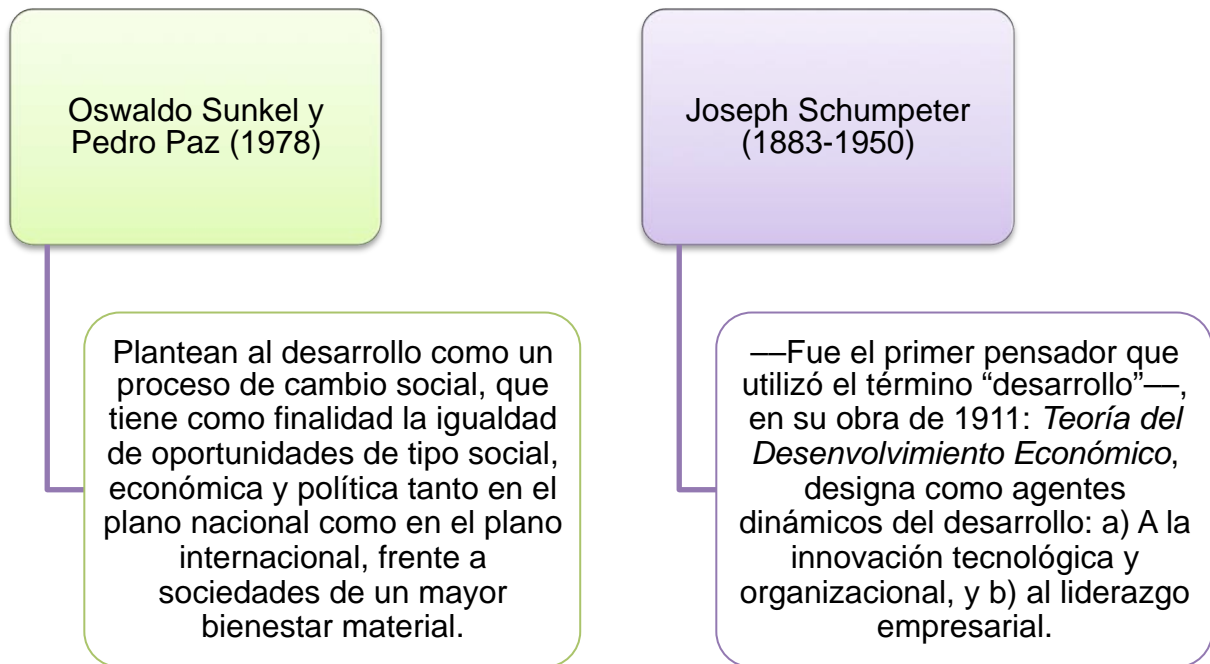 Oswaldo Sunkel y
Pedro Paz (1978)
Plantean al desarrollo como un
proceso de cambio social, que
tiene como finalidad la igualdad
de oportunidades de tipo social,
económica y política tanto en el
plano nacional como en el plano
internacional, frente a
sociedades de un mayor
bienestar material.
Joseph Schumpeter
(1883-1950)
––Fue el primer pensador que
utilizó el término “desarrollo”––,
en su obra de 1911: Teoría del
Desenvolvimiento Económico,
designa como agentes
dinámicos del desarrollo: a) A la
innovación tecnológica y
organizacional, y b) al liderazgo
empresarial.